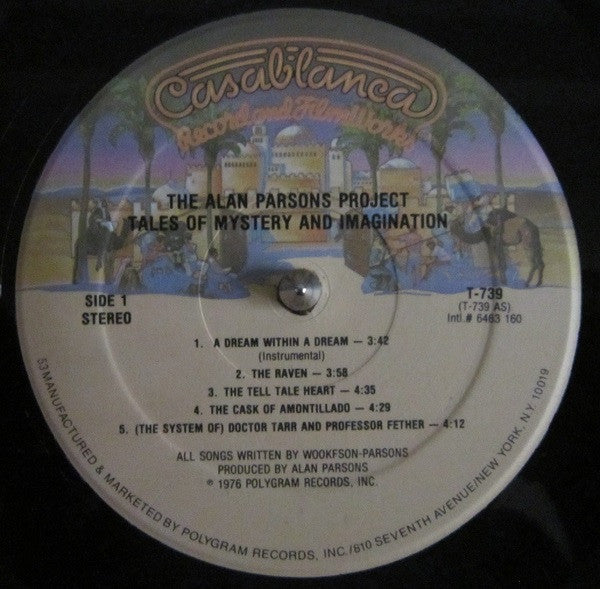 Casablanca
Record and FilmWorks
THE ALAN PARSONS PROJECT
TALES OF MYSTERY AND IMAGINATION
SIDE 1
STEREO
T-739
(T-739 AS)
Intl.# 6463 160
1. A DREAM WITHIN A DREAM — 3:42
(Instrumental)
2. THE RAVEN — 3:58
3. THE TELL TALE HEART — 4:35
4. THE CASK OF AMONTILLADO — 4:29
5. (THE SYSTEM OF) DOCTOR TARR AND PROFESSOR FETHER — 4:12
ALL SONGS WRITTEN BY WOOKFSON-PARSONS
PRODUCED BY ALAN PARSONS
℗ 1976 POLYGRAM RECORDS, INC.
53 MANUFACTURED & MARKETED BY POLYGRAM RECORDS, INC./810 SEVENTH AVENUE/NEW YORK, N.Y. 10019